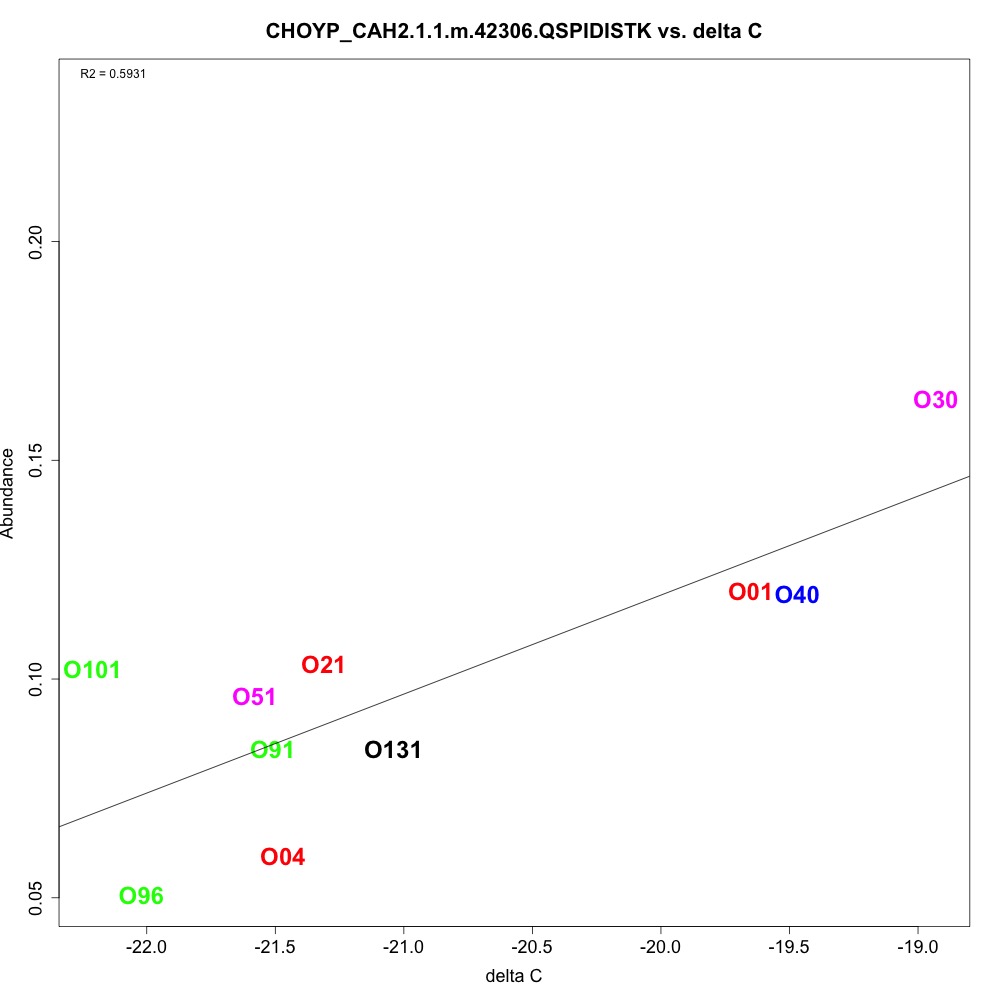 CHOYP_CAH2.1.1.m.42306.QSPIDISTK vs. delta C
R2 = 0.5931
0.20
O30
0.15
Abundance
O01 O40
O21
O101
0.10
O51
O91 O131
O04
O96
0.05
-22.0 -21.5 -21.0 -20.5 -20.0 -19.5 -19.0
delta C